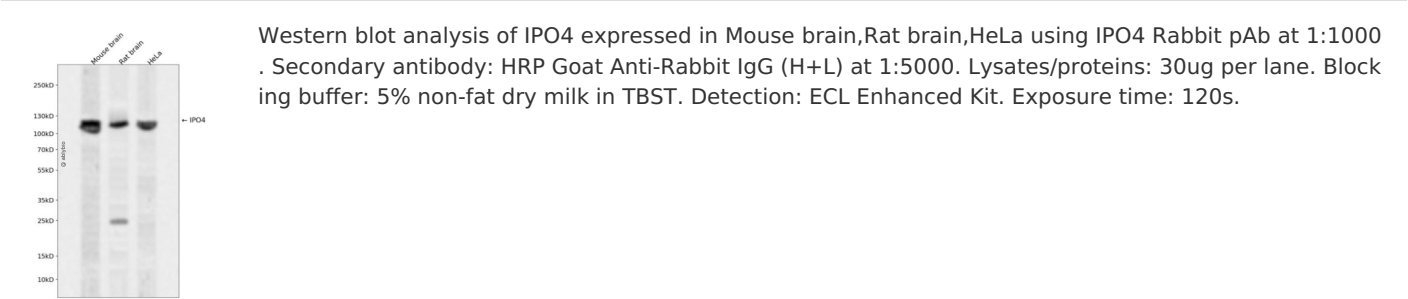 Mouse brain
Rat brain
HeLa
250kD
130kD
100kD
70kD
55kD
35kD
25kD
15kD
10kD
← IPO4
@ ablybio
Western blot analysis of IPO4 expressed in Mouse brain,Rat brain,HeLa using IPO4 Rabbit pAb at 1:1000
. Secondary antibody: HRP Goat Anti-Rabbit IgG (H+L) at 1:5000. Lysates/proteins: 30ug per lane. Block
ing buffer: 5% non-fat dry milk in TBST. Detection: ECL Enhanced Kit. Exposure time: 120s.